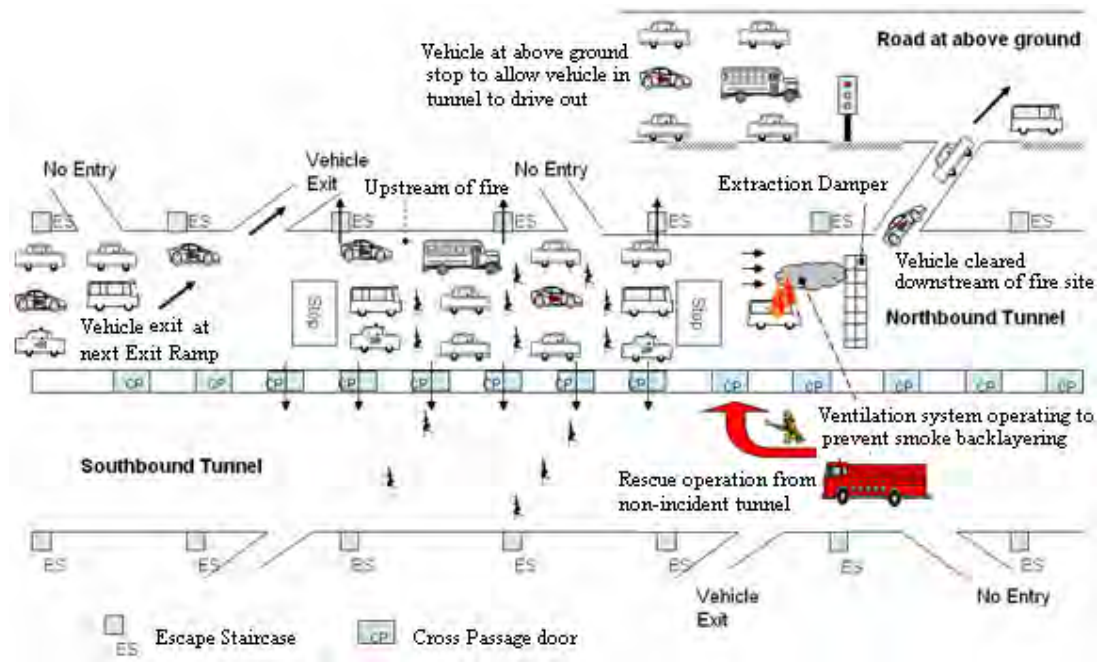 Road at above ground
Vehicle at above ground
stop to allow vehicle in
tunnel to drive out
No Entry
Vehicle
Exit
Upstream of fire
No Entry
Extraction Damper
ES
ES
ES
ES
ES
ES
ES
Vehicle cleared
downstream of fire site
Stop
Stop
Northbound Tunnel
Vehicle exit at
next Exit Ramp
CP
CP
CP
CP
CP
CP
CP
CP
CP
CP
CP
CP
CP
Ventilation system operating to
prevent smoke backlayering
Southbound Tunnel
Rescue operation from
non-incident tunnel
ES
ES
ES
ES
ES
ES
ES
Vehicle
Exit
No Entry
ES
Escape Staircase
CP
Cross Passage door